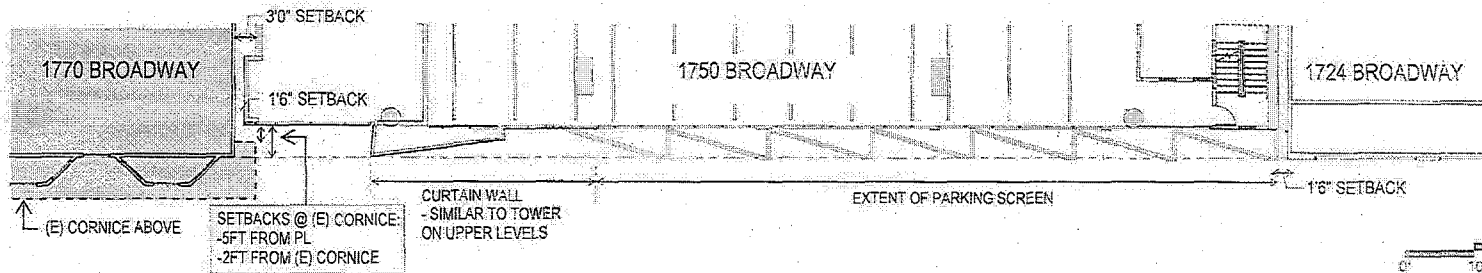 3'0" SETBACK
1770 BROADWAY
1750 BROADWAY
1724 BROADWAY
1'6" SETBACK
(E) CORNICE ABOVE
SETBACKS @ (E) CORNICE:
-5FT FROM PL
-2FT FROM (E) CORNICE
CURTAIN WALL
- SIMILAR TO TOWER
ON UPPER LEVELS
EXTENT OF PARKING SCREEN
1'6" SETBACK
0'